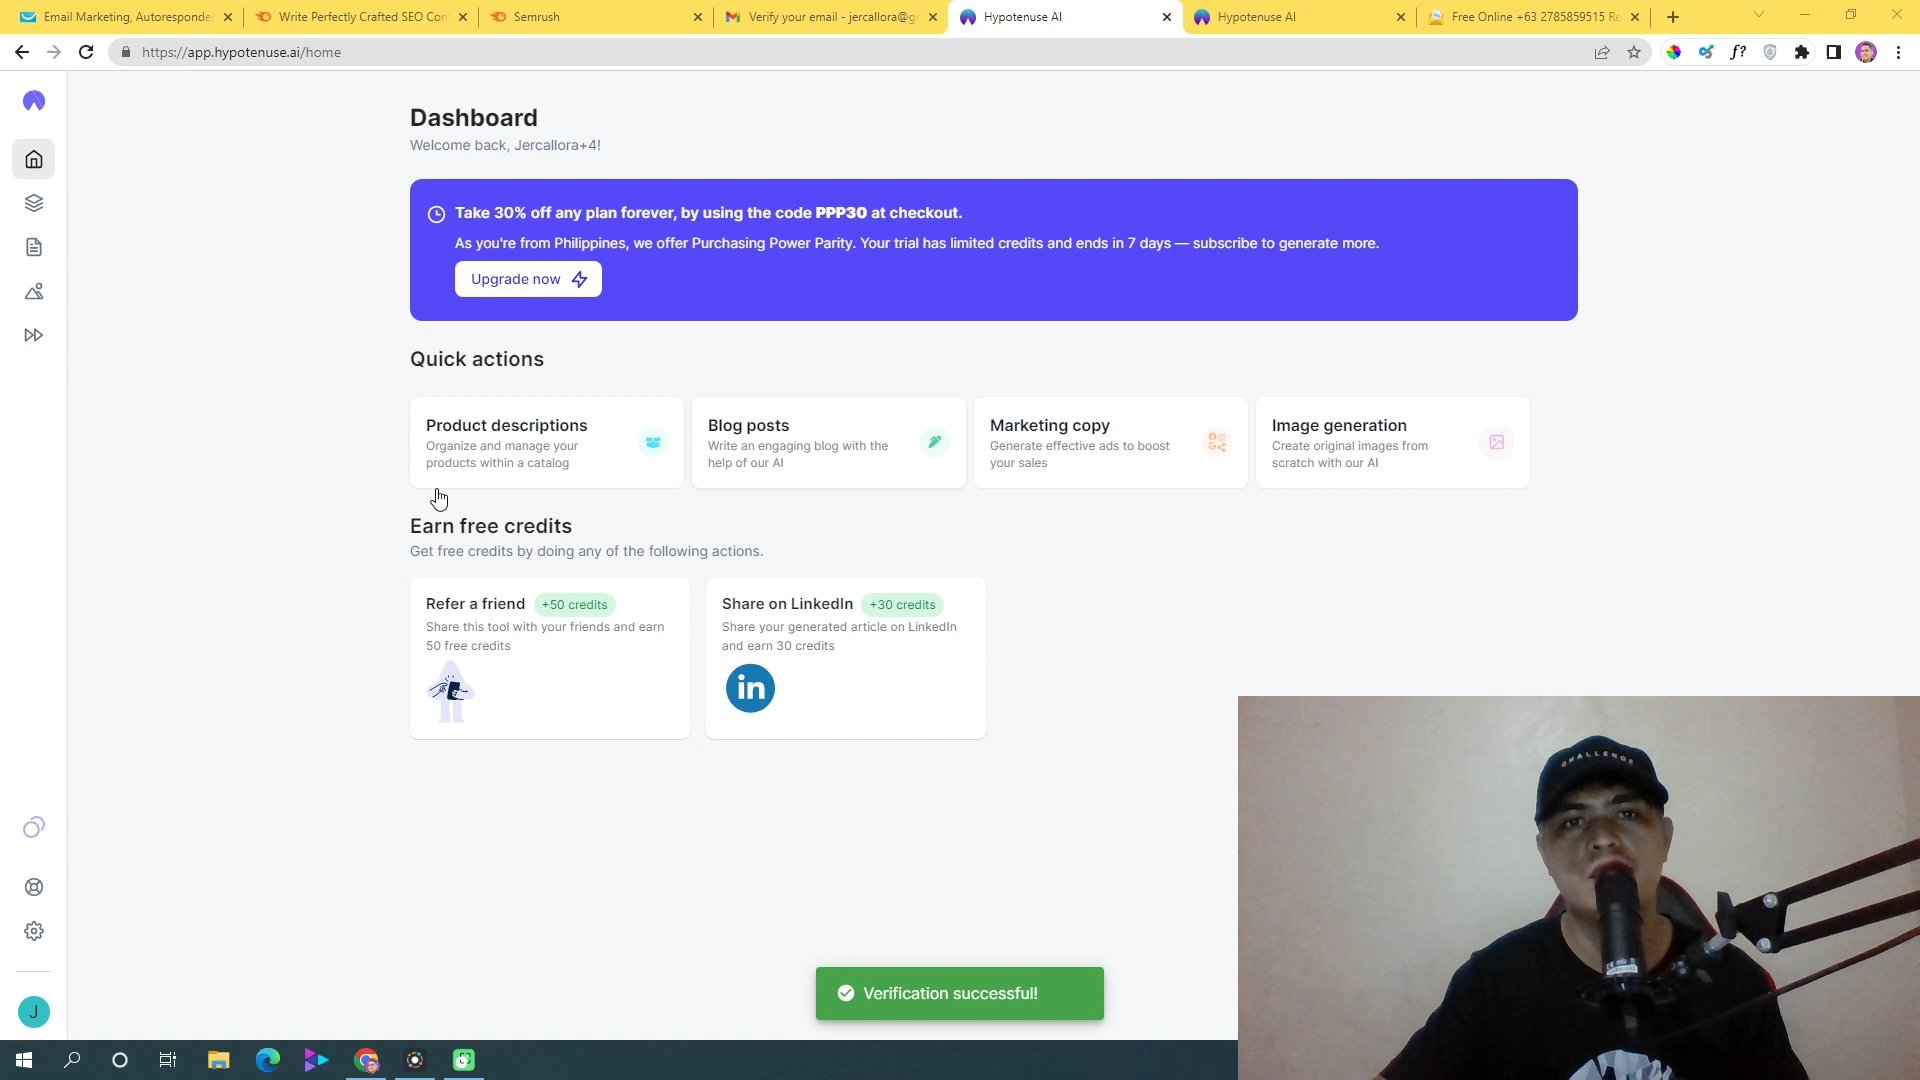 Email Marketing, Autoresponder
Write Perfectly Crafted SEO Con
Semrush
Verify your email - jercallora@gr
Hypotenuse AI
Hypotenuse AI
Free Online +63 2785859515 Re
https://app.hypotenuse.ai/home
f?
Dashboard
Welcome back, Jercallora+4!
Take 30% off any plan forever, by using the code PPP30 at checkout.
As you're from Philippines, we offer Purchasing Power Parity. Your trial has limited credits and ends in 7 days — subscribe to generate more.
Upgrade now
Quick actions
Product descriptions
Organize and manage your
products within a catalog
Blog posts
Write an engaging blog with the
help of our AI
Marketing copy
Generate effective ads to boost
your sales
Image generation
Create original images from
scratch with our AI
Earn free credits
Get free credits by doing any of the following actions.
Refer a friend +50 credits
Share this tool with your friends and earn
50 free credits
Share on LinkedIn +30 credits
Share your generated article on LinkedIn
and earn 30 credits
in
CHALLENGE
Verification successful!
J